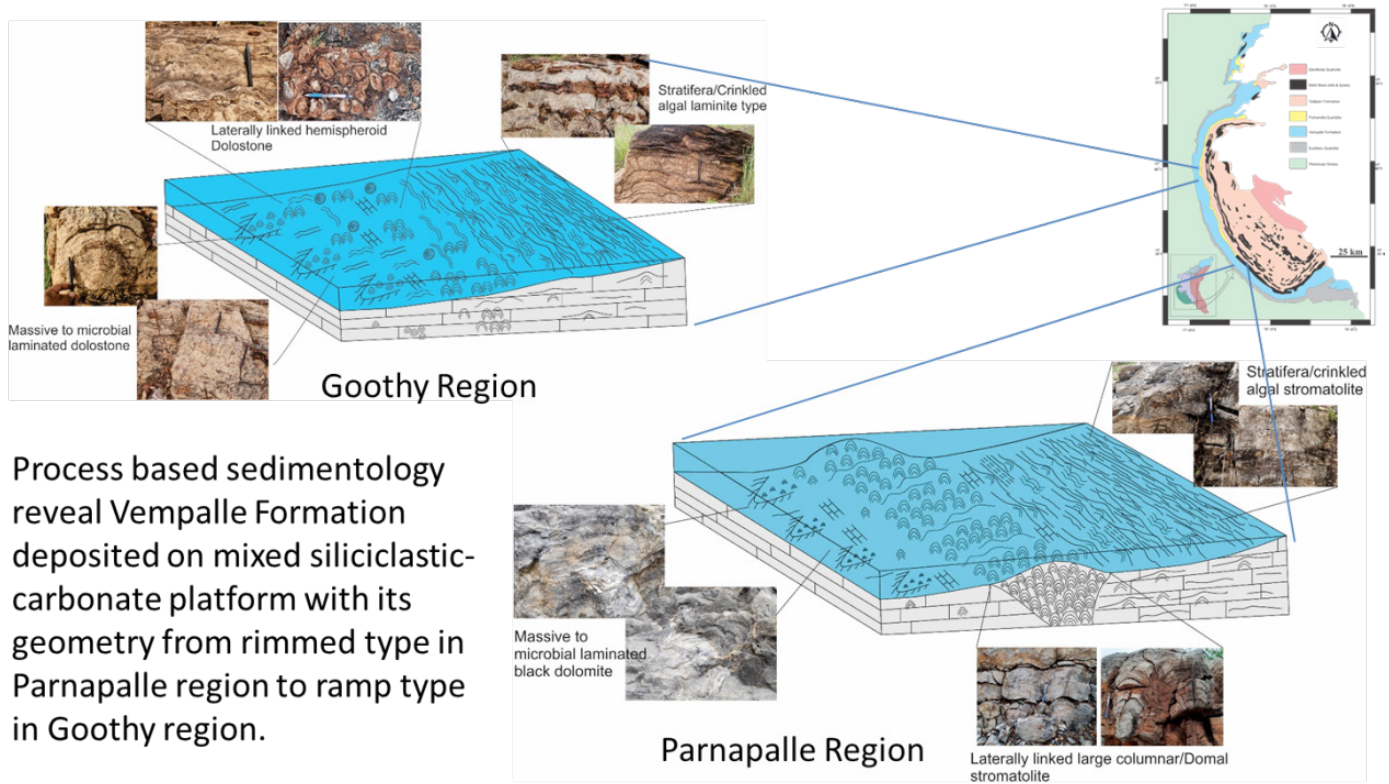 Laterally linked hemispheroid
Dolostone
Stratifera/Crinkled
algal laminite type
Massive to microbial
laminated dolostone
Goothy Region
25 km
Process based sedimentology
reveal Vempalle Formation
deposited on mixed siliciclastic-
carbonate platform with its
geometry from rimmed type in
Parnapalle region to ramp type
in Goothy region.
Stratifera/crinkled
algal stromatolite
Massive to
microbial laminated
black dolomite
Parnapalle Region
Laterally linked large columnar/Domal
stromatolite